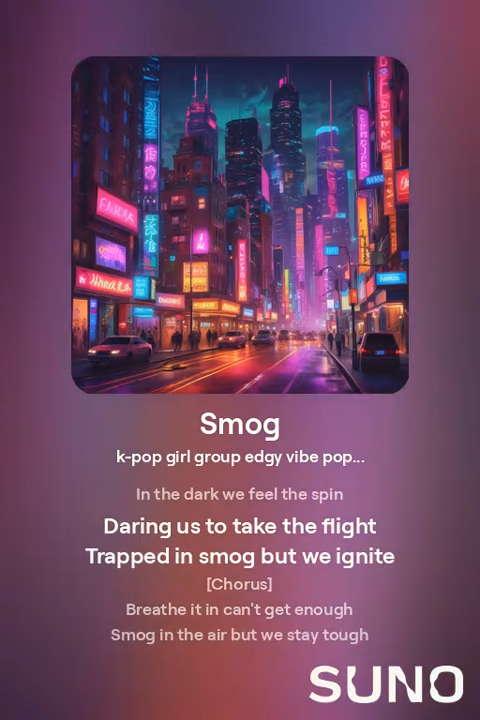 Smog
k-pop girl group edgy vibe pop...
In the dark we feel the spin
Daring us to take the flight
Trapped in smog but we ignite
[Chorus]
Breathe it in can't get enough
Smog in the air but we stay tough
SUNO